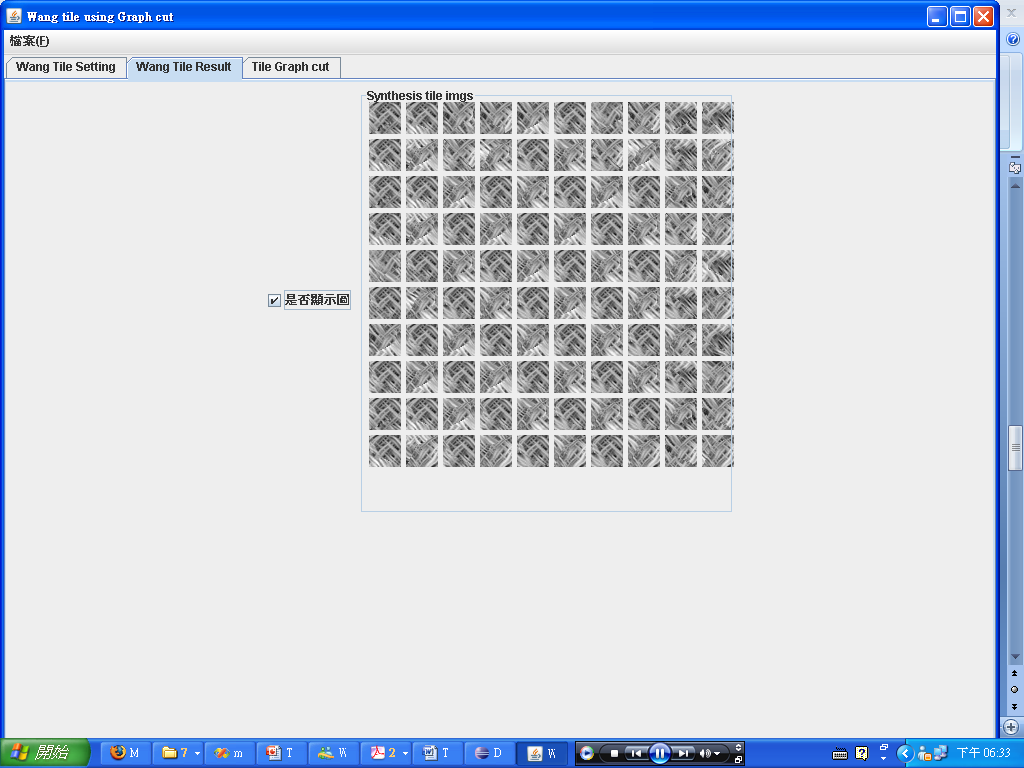 Wang tile using Graph cut
檔案(F)
Wang Tile Setting
Wang Tile Result
Tile Graph cut
Synthesis tile imgs
是否顯示圖
開始
M
7
m
T
W
2
T
D
W
下午 06:33